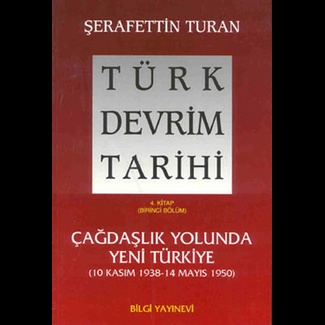 ŞERAFETTİN TURAN
TÜRK
DEVRİM
TARİHİ
4. KİTAP
(BİRİNCİ BÖLÜM)
ÇAĞDAŞLIK YOLUNDA
YENİ TÜRKİYE
(10 KASIM 1938-14 MAYIS 1950)
BİLGİ YAYINEVİ